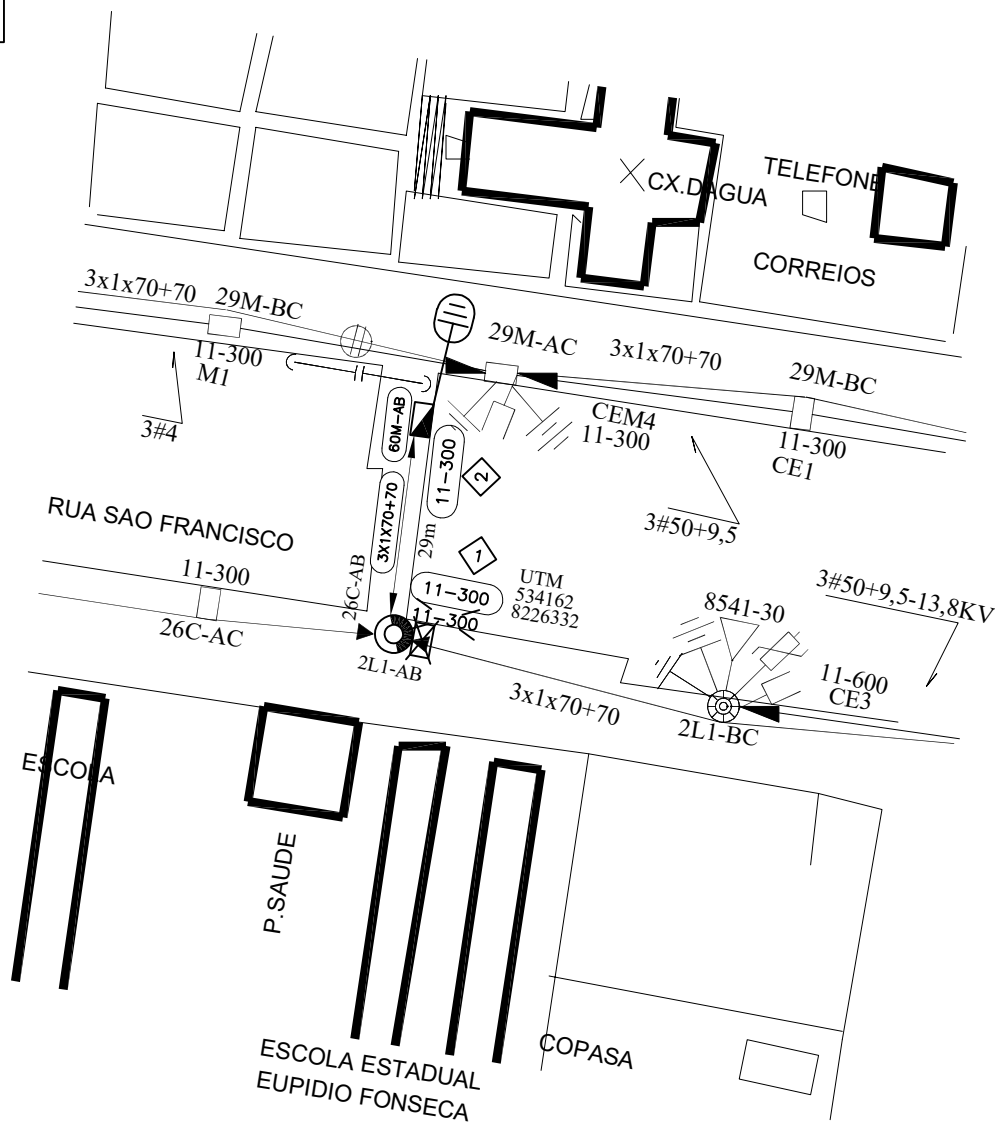 TELEFONE
CX.DAGUA
CORREIOS
3x1x70+70
29M-BC
29M-AC
3x1x70+70
29M-BC
11-300
M1
CEM4
11-300
11-300
CE1
3#4
60M-AB
11-300
2
3X1X70+70
29m
3#50+9,5
RUA SAO FRANCISCO
1
11-300
26C-AB
11-300
11-300
UTM
534162
8226332
3#50+9,5-13,8KV
8541-30
26C-AC
2L1-AB
3x1x70+70
11-600
CE3
2L1-BC
ESCOLA
P.SAUDE
COPASA
ESCOLA ESTADUAL
EUPIDIO FONSECA